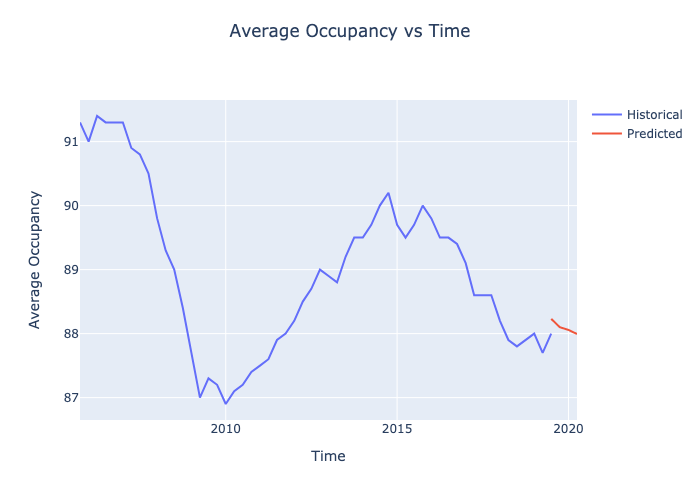 Average Occupancy vs Time
Historical
Predicted
91
90
89
88
87
Average Occupancy
2010
2015
2020
Time